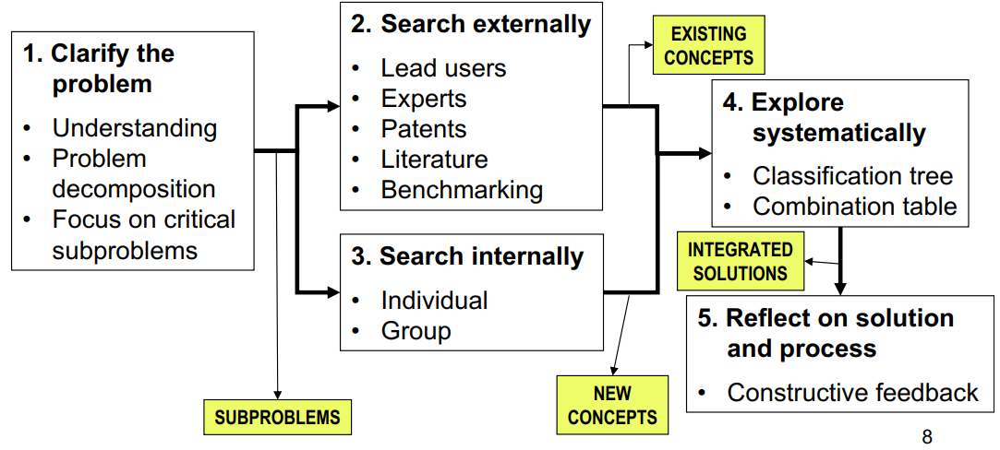 1. Clarify the
problem
• Understanding
• Problem
decomposition
• Focus on critical
subproblems
2. Search externally
• Lead users
• Experts
• Patents
• Literature
• Benchmarking
EXISTING
CONCEPTS
3. Search internally
• Individual
• Group
4. Explore
systematically
• Classification tree
• Combination table
INTEGRATED
SOLUTIONS
5. Reflect on solution
and process
• Constructive feedback
SUBPROBLEMS
NEW
CONCEPTS
8